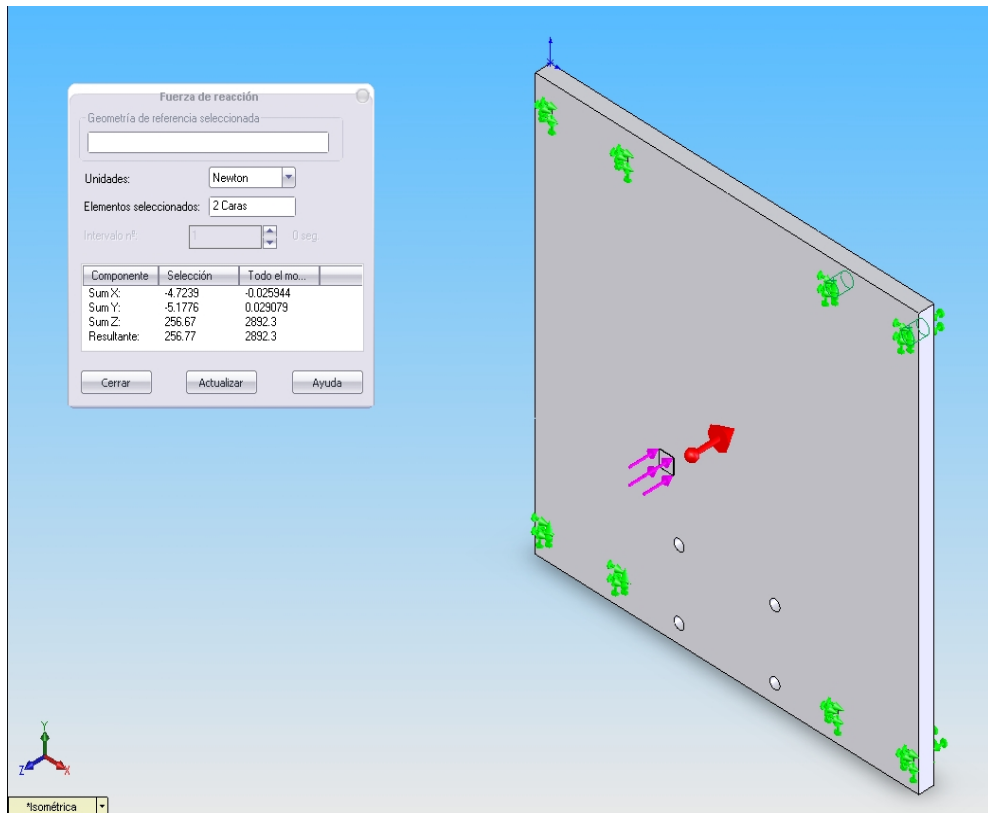 Fuerza de reacción
Geometría de referencia seleccionada
Unidades: Newton
Elementos seleccionados: 2 Caras
Intervalo nº: 1 0 seg
Componente Selección Todo el mo...
Sum X: -4.7239 -0.025944
Sum Y: -5.1776 0.029079
Sum Z: 256.67 2892.3
Resultante: 256.77 2892.3
Cerrar Actualizar Ayuda
Y
Z X
*Isométrica